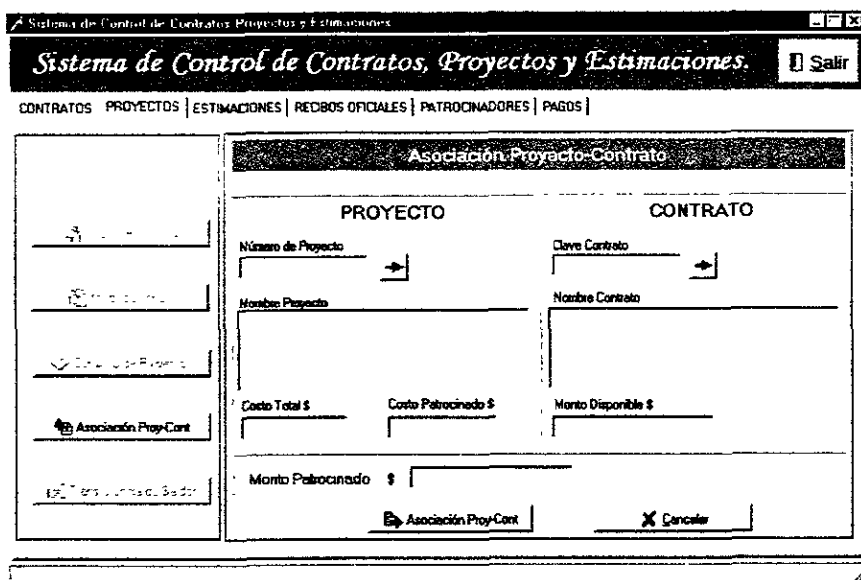 Sistema de Control de Contratos Proyectos y Estimaciones
Sistema de Control de Contratos, Proyectos y Estimaciones.
Salir
CONTRATOS PROYECTOS ESTIMACIONES RECIBOS OFICIALES PATROCINADORES PAGOS
Asociación Proyecto-Contrato
PROYECTO CONTRATO
Número de Proyecto Clave Contrato
Nombre Proyecto Nombre Contrato
Costo Total $ Costo Patrocinado $ Monto Disponible $
Asociación Proy-Cont
Monto Patrocinado $
Asociación Proy-Cont Cancelar